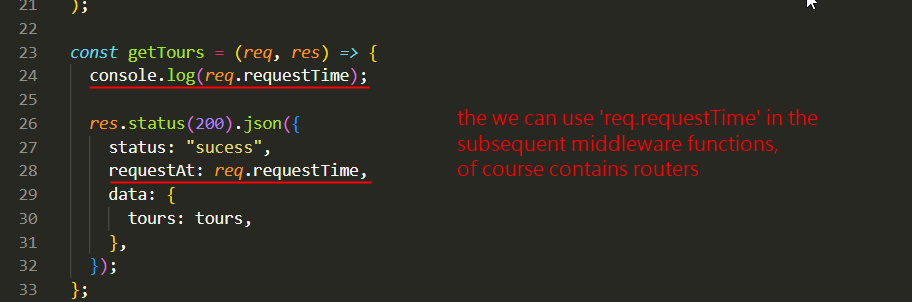 21 );
22
23 const getTours = (req, res) => {
24 console.log(req.requestTime);
25
26 res.status(200).json({
27 status: "sucess",
28 requestAt: req.requestTime,
29 data: {
30 tours: tours,
31 },
32 });
33 };
the we can use 'req.requestTime' in the
subsequent middleware functions,
of course contains routers